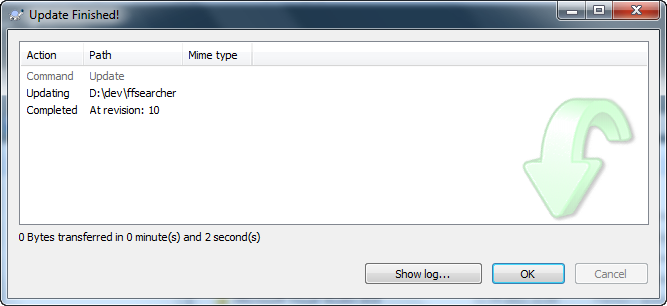 Update Finished!
Action Path Mime type
Command Update
Updating D:\dev\ffsearcher
Completed At revision: 10
0 Bytes transferred in 0 minute(s) and 2 second(s)
Show log... OK Cancel